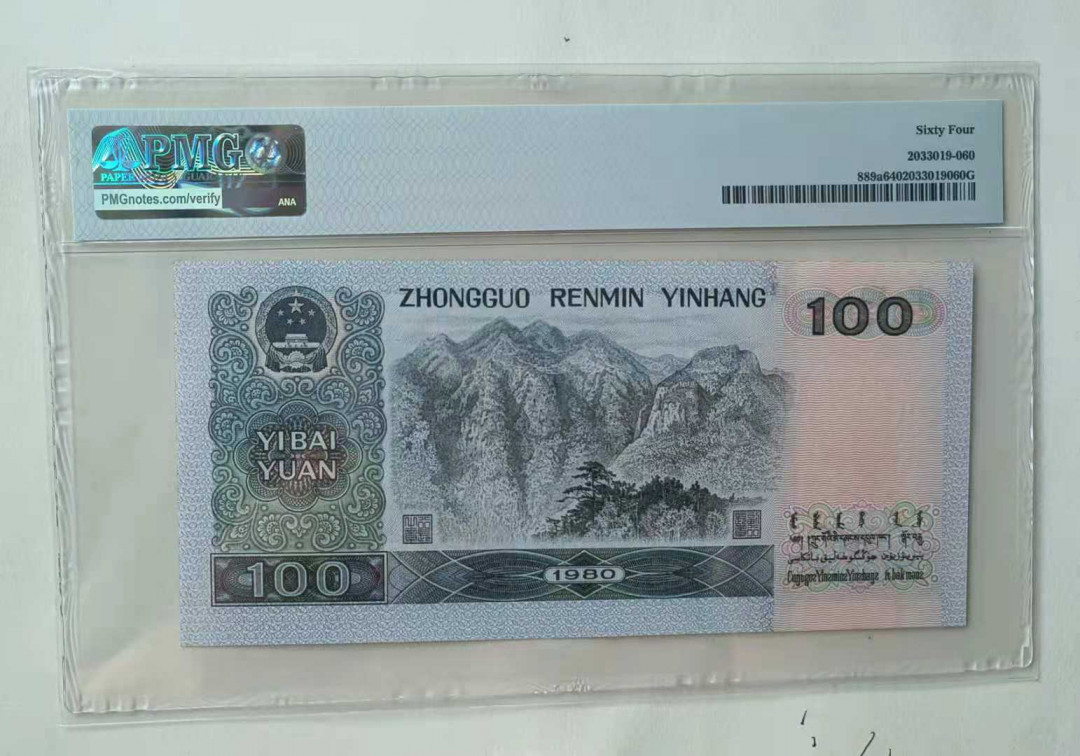 PMG
PMGnotes.com/verify
ANA
Sixty Four
2033019-060
889a6402033019060G
ZHONGGUO RENMIN YINHANG
100
YIBAI
YUAN
100
1980